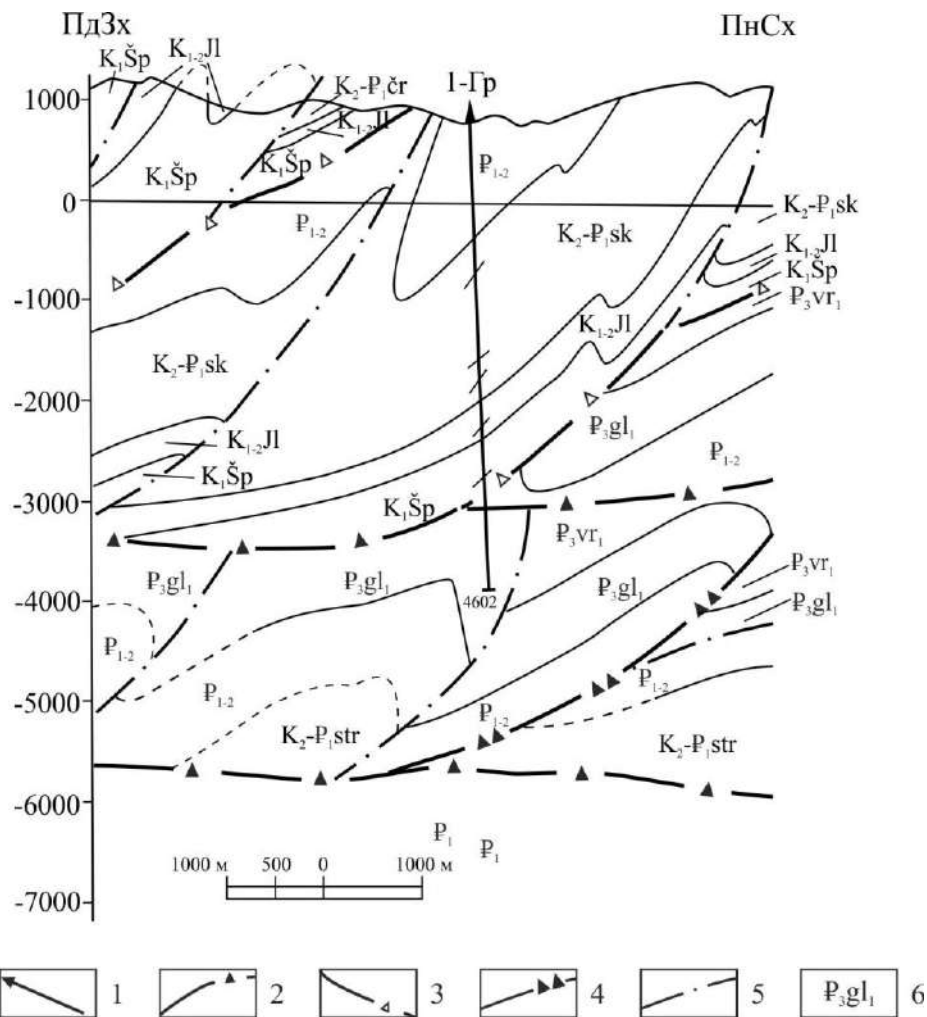 ПдЗх ПнСх
K₁Šp K₁₋₂Jl
1000 K₂-₽₁čr 1-Гр
K₁₋₂Jl
K₁Šp K₁Šp ₽₁₋₂
0 ₽₁₋₂ K₂-₽₁sk K₂-₽₁sk
K₁₋₂Jl
K₁Šp
-1000 ₽₃vr₁
K₁₋₂Jl
K₂-₽₁sk
-2000
K₁₋₂Jl ₽₃gl₁
₽₁₋₂
K₁Šp
-3000 K₁Šp
₽₃vr₁
₽₃gl₁ ₽₃gl₁ ₽₃gl₁ ₽₃vr₁
-4000 4602 ₽₃gl₁
₽₁₋₂
₽₁₋₂ ₽₁₋₂
-5000 ₽₁₋₂
K₂-₽₁str K₂-₽₁str
-6000
₽₁ ₽₁
1000 м 500 0 1000 м
-7000
1 2 3 4 5 ₽₃gl₁ 6